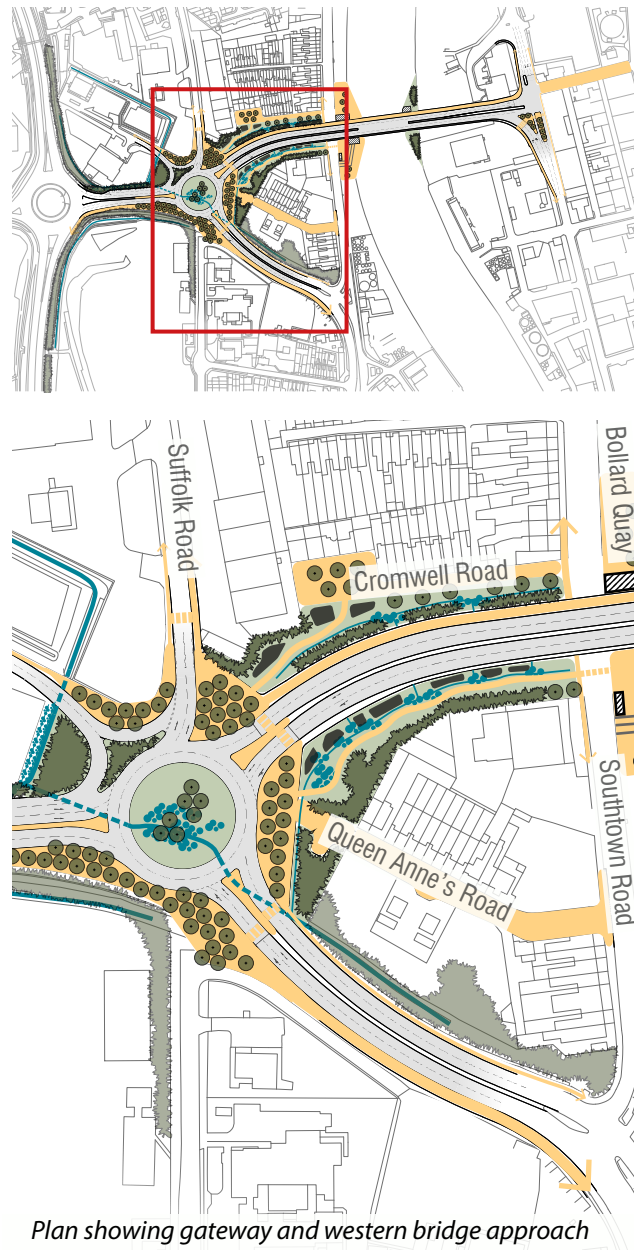 Suffolk Road
Bollard Quay
Cromwell Road
Southtown Road
Queen Anne's Road
Plan showing gateway and western bridge approach